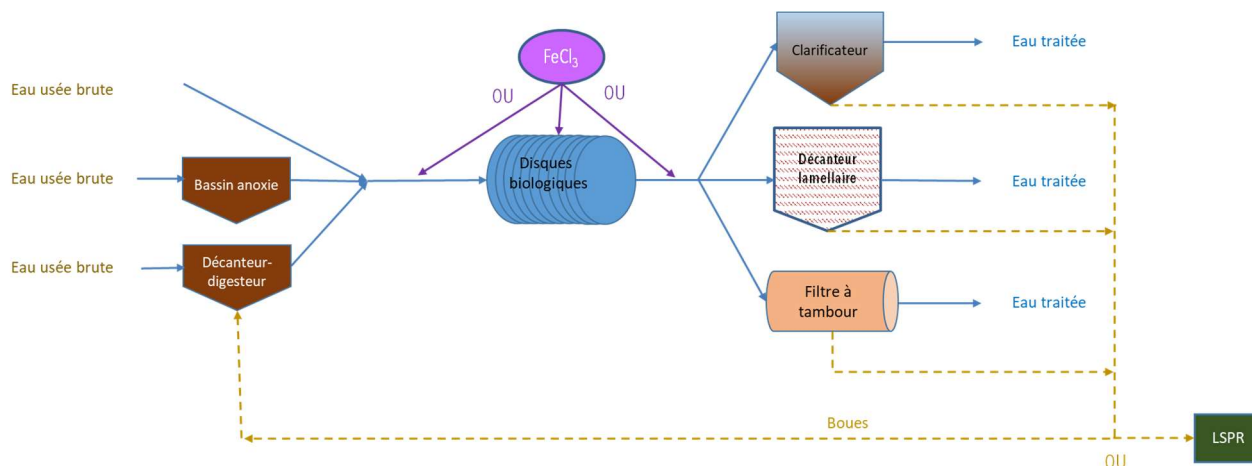 FeCl3
OU
OU
Clarificateur
Eau traitée
Eau usée brute
Eau usée brute
Bassin anoxie
Disques
biologiques
Décanteur
lamellaire
Eau traitée
Eau usée brute
Décanteur-
digesteur
Filtre à
tambour
Eau traitée
Boues
LSPR
OU